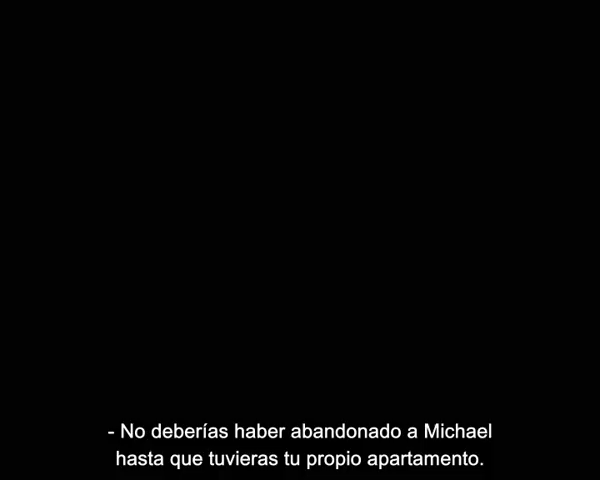 - No deberías haber abandonado a Michael
hasta que tuvieras tu propio apartamento.